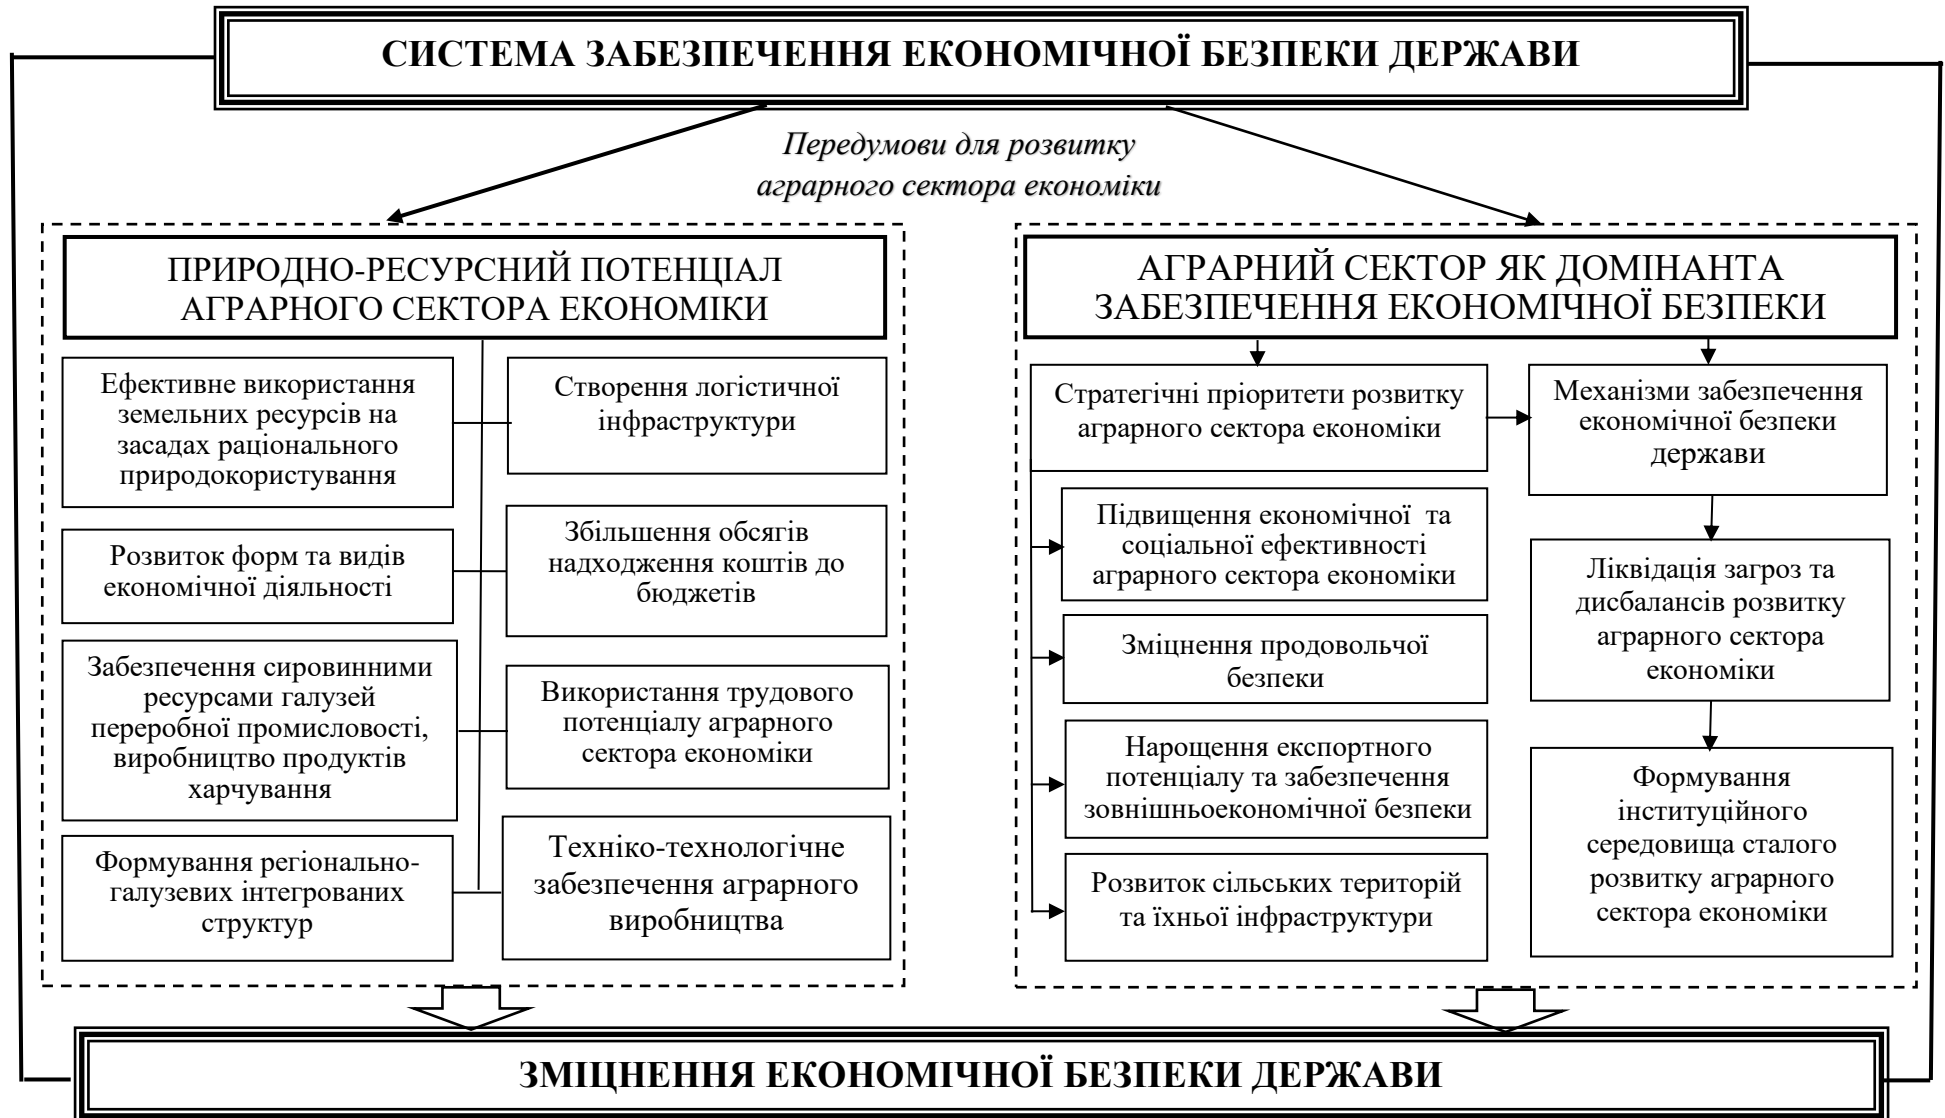 СИСТЕМА ЗАБЕЗПЕЧЕННЯ ЕКОНОМІЧНОЇ БЕЗПЕКИ ДЕРЖАВИ
Передумови для розвитку
аграрного сектора економіки
ПРИРОДНО-РЕСУРСНИЙ ПОТЕНЦІАЛ
АГРАРНОГО СЕКТОРА ЕКОНОМІКИ
Ефективне використання
земельних ресурсів на
засадах раціонального
природокористування
Створення логістичної
інфраструктури
Розвиток форм та видів
економічної діяльності
Збільшення обсягів
надходження коштів до
бюджетів
Забезпечення сировинними
ресурсами галузей
переробної промисловості,
виробництво продуктів
харчування
Використання трудового
потенціалу аграрного
сектора економіки
Формування регіонально-
галузевих інтегрованих
структур
Техніко-технологічне
забезпечення аграрного
виробництва
АГРАРНИЙ СЕКТОР ЯК ДОМІНАНТА
ЗАБЕЗПЕЧЕННЯ ЕКОНОМІЧНОЇ БЕЗПЕКИ
Стратегічні пріоритети розвитку
аграрного сектора економіки
Підвищення економічної та
соціальної ефективності
аграрного сектора економіки
Зміцнення продовольчої
безпеки
Нарощення експортного
потенціалу та забезпечення
зовнішньоекономічної безпеки
Розвиток сільських територій
та їхньої інфраструктури
Механізми забезпечення
економічної безпеки
держави
Ліквідація загроз та
дисбалансів розвитку
аграрного сектора
економіки
Формування
інституційного
середовища сталого
розвитку аграрного
сектора економіки
ЗМІЦНЕННЯ ЕКОНОМІЧНОЇ БЕЗПЕКИ ДЕРЖАВИ